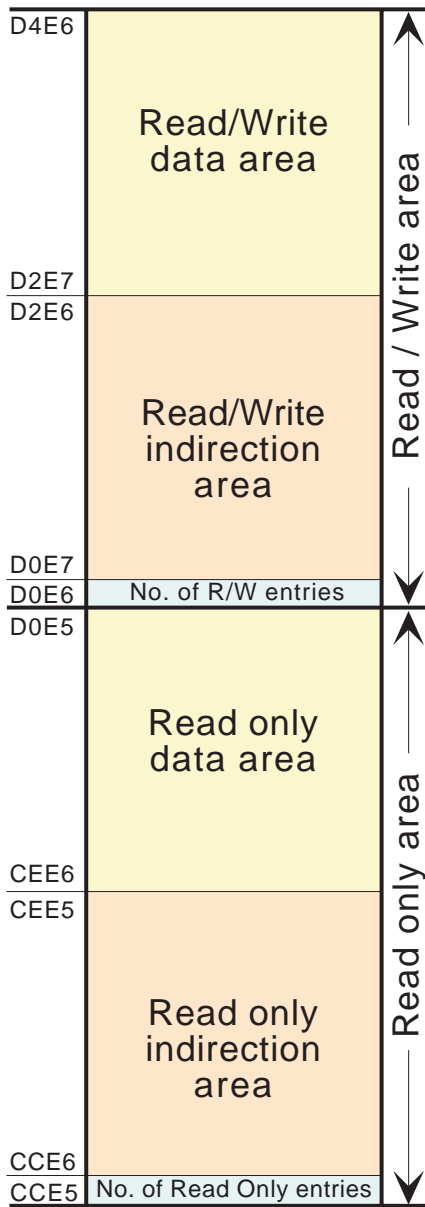 D4E6
Read/Write
data area
D2E7
D2E6
Read/Write
indirection
area
D0E7
D0E6
No. of R/W entries
Read / Write area
D0E5
Read only
data area
CEE6
CEE5
Read only
indirection
area
CCE6
CCE5
No. of Read Only entries
Read only area